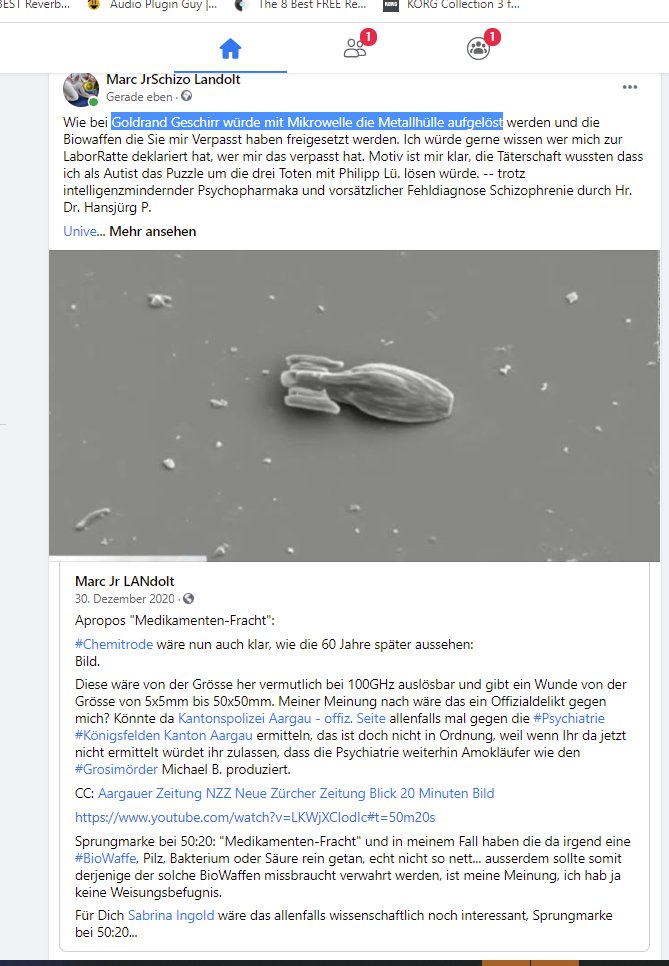 EST Reverb...
Audio Plugin Guy |...
The 8 Best FREE Re...
KORG
KORG Collection 3 f...
1
1
Marc JrSchizo Landolt
Gerade eben ·
Wie bei Goldrand Geschirr würde mit Mikrowelle die Metallhülle aufgelöst werden und die
Biowaffen die Sie mir Verpasst haben freigesetzt werden. Ich würde gerne wissen wer mich zur
LaborRatte deklariert hat, wer mir das verpasst hat. Motiv ist mir klar, die Täterschaft wussten dass
ich als Autist das Puzzle um die drei Toten mit Philipp Lü. lösen würde. -- trotz
intelligenzmindernder Psychopharmaka und vorsätzlicher Fehldiagnose Schizophrenie durch Hr.
Dr. Hansjürg P.
Unive... Mehr ansehen
Marc Jr LANdolt
30. Dezember 2020 ·
Apropos "Medikamenten-Fracht":
#Chemitrode wäre nun auch klar, wie die 60 Jahre später aussehen:
Bild.
Diese wäre von der Grösse her vermutlich bei 100GHz auslösbar und gibt ein Wunde von der
Grösse von 5x5mm bis 50x50mm. Meiner Meinung nach wäre das ein Offizialdelikt gegen
mich? Könnte da Kantonspolizei Aargau - offiz. Seite allenfalls mal gegen die #Psychiatrie
#Königsfelden Kanton Aargau ermitteln, das ist doch nicht in Ordnung, weil wenn Ihr da jetzt
nicht ermittelt würdet ihr zulassen, dass die Psychiatrie weiterhin Amokläufer wie den
#Grosimörder Michael B. produziert.
CC: Aargauer Zeitung NZZ Neue Zürcher Zeitung Blick 20 Minuten Bild
https://www.youtube.com/watch?v=LKWjXClodIc#t=50m20s
Sprungmarke bei 50:20: "Medikamenten-Fracht" und in meinem Fall haben die da irgend eine
#BioWaffe, Pilz, Bakterium oder Säure rein getan, echt nicht so nett... ausserdem sollte somit
derjenige der solche BioWaffen missbraucht verwahrt werden, ist meine Meinung, ich hab ja
keine Weisungsbefugnis.
Für Dich Sabrina Ingold wäre das allenfalls wissenschaftlich noch interessant, Sprungmarke
bei 50:20...